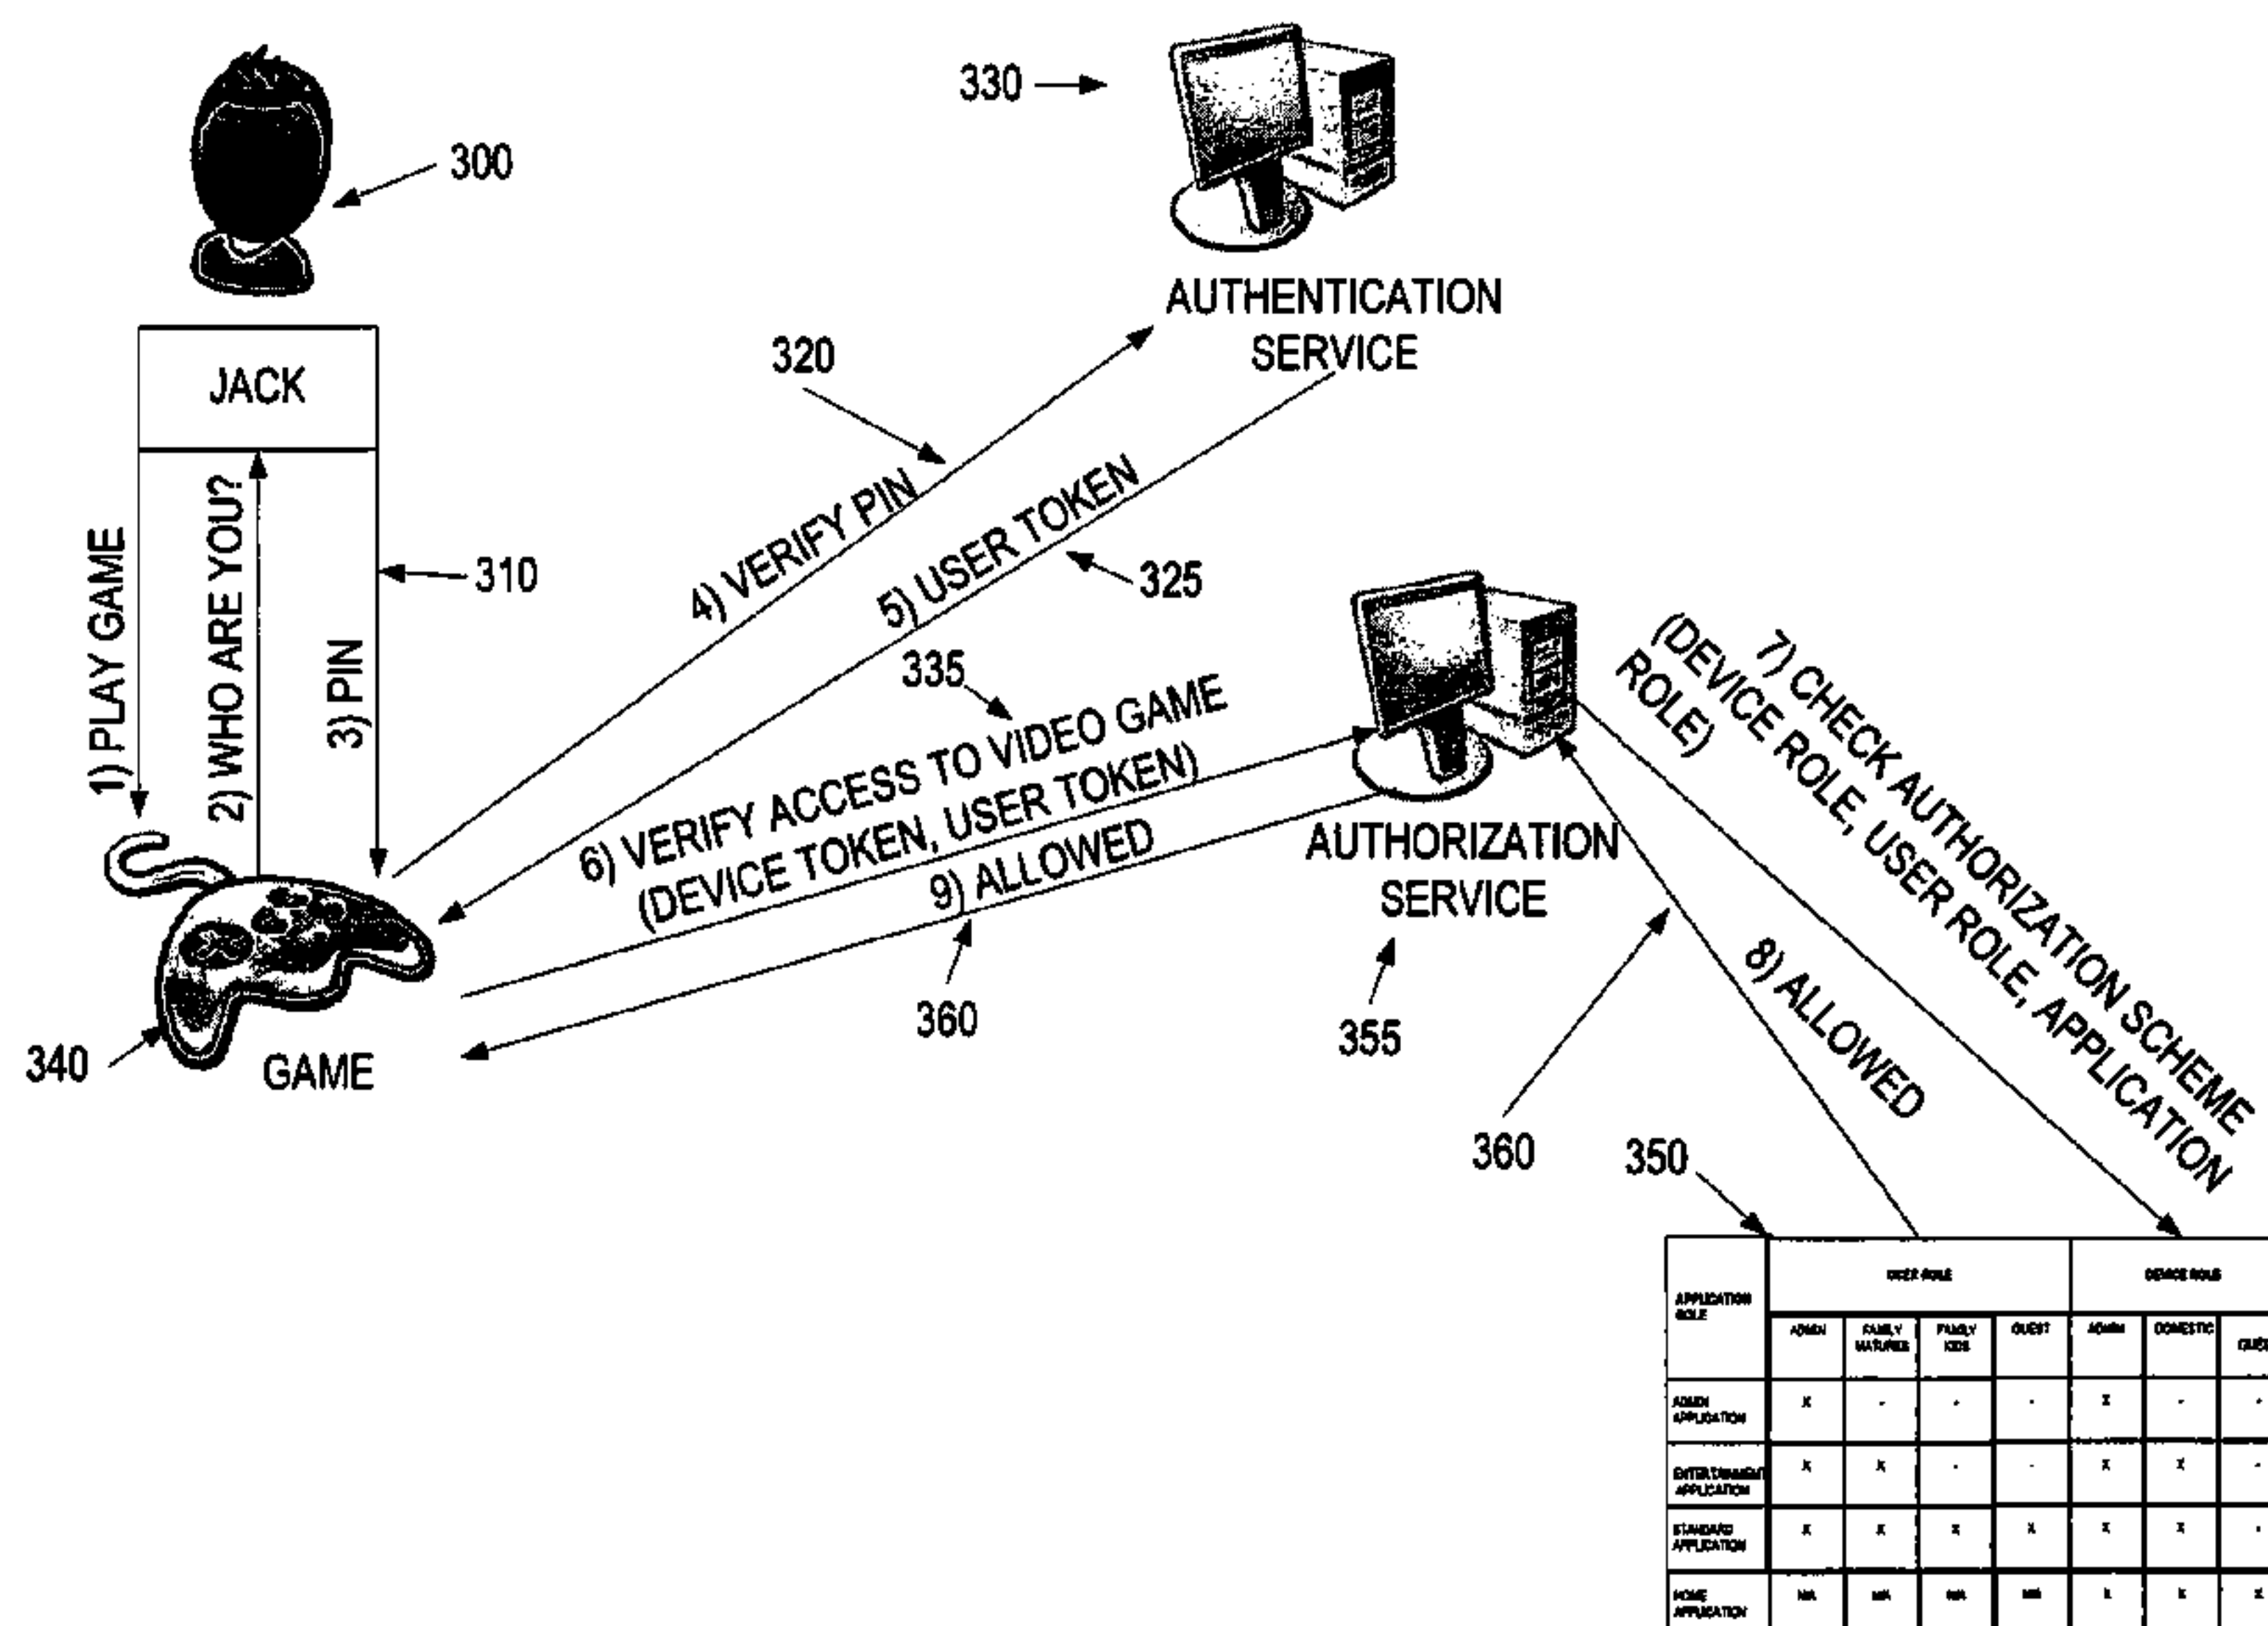 300
330
AUTHENTICATION
SERVICE
JACK
320
1) PLAY GAME
2) WHO ARE YOU?
3) PIN
310
4) VERIFY PIN
5) USER TOKEN
325
335
6) VERIFY ACCESS TO VIDEO GAME
(DEVICE TOKEN, USER TOKEN)
9) ALLOWED
360
340
GAME
AUTHORIZATION
SERVICE
355
7) CHECK AUTHORIZATION SCHEME
(DEVICE ROLE, USER ROLE, APPLICATION
ROLE)
8) ALLOWED
360
350
APPLICATION
ROLE
USER ROLE
DEVICE ROLE
ADMIN
FAMILY
MATURES
FAMILY
KIDS
GUEST
ADMIN
DOMESTIC
ADMIN
APPLICATION
X - - - X - -
ENTERTAINMENT
APPLICATION
X X - - X X -
STANDARD
APPLICATION
X X X X X X -
HOME
APPLICATION
N/A N/A N/A N/A X X X